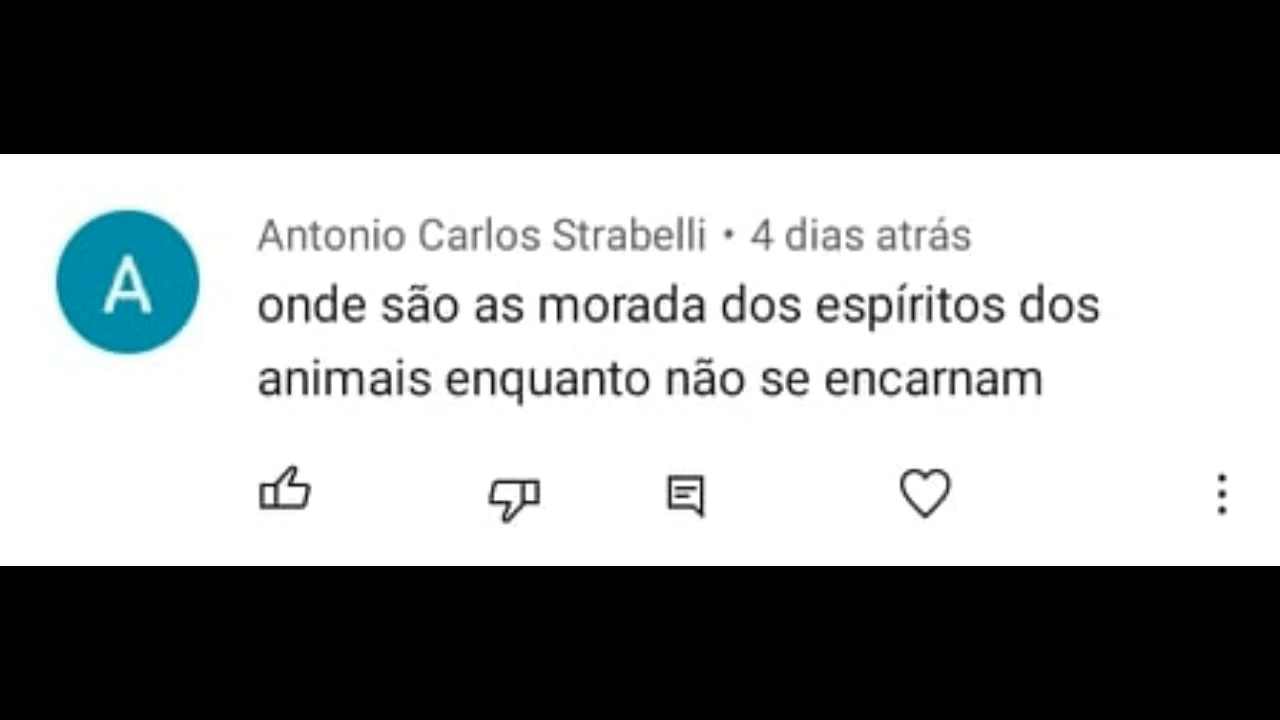 A
Antonio Carlos Strabelli • 4 dias atrás
onde são as morada dos espíritos dos
animais enquanto não se encarnam